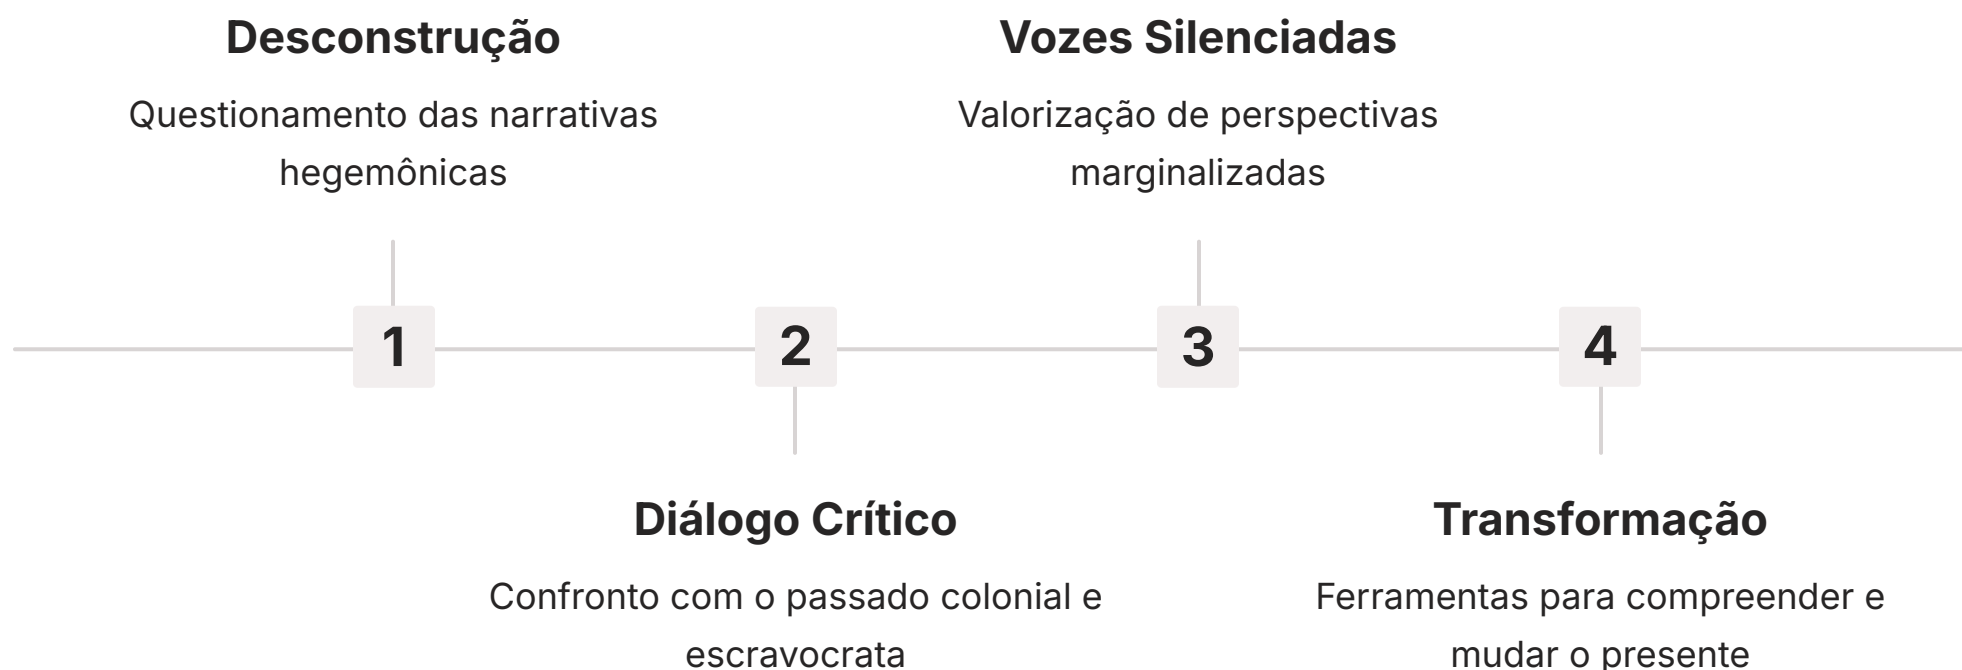 Desconstrução
Questionamento das narrativas
hegemônicas
Vozes Silenciadas
Valorização de perspectivas
marginalizadas
1
2
3
4
Diálogo Crítico
Confronto com o passado colonial e
escravocrata
Transformação
Ferramentas para compreender e
mudar o presente